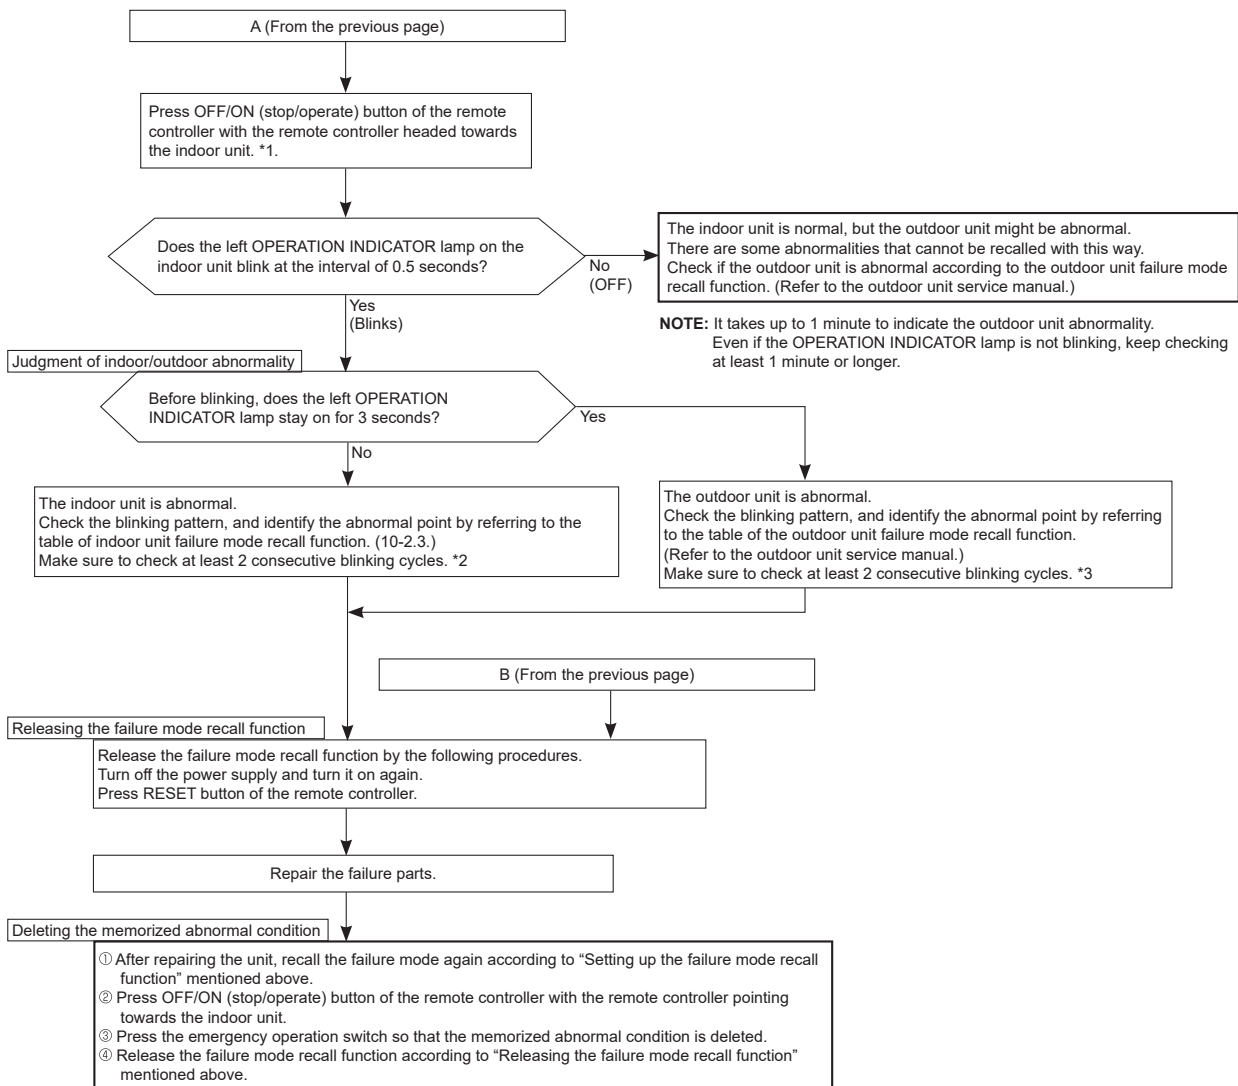 A (From the previous page)
Press OFF/ON (stop/operate) button of the remote
controller with the remote controller headed towards
the indoor unit. *1.
Does the left OPERATION INDICATOR lamp on the
indoor unit blink at the interval of 0.5 seconds?
No
(OFF)
The indoor unit is normal, but the outdoor unit might be abnormal.
There are some abnormalities that cannot be recalled with this way.
Check if the outdoor unit is abnormal according to the outdoor unit failure mode
recall function. (Refer to the outdoor unit service manual.)
Yes
(Blinks)
NOTE: It takes up to 1 minute to indicate the outdoor unit abnormality.
Even if the OPERATION INDICATOR lamp is not blinking, keep checking
at least 1 minute or longer.
Judgment of indoor/outdoor abnormality
Before blinking, does the left OPERATION
INDICATOR lamp stay on for 3 seconds?
Yes
No
The indoor unit is abnormal.
Check the blinking pattern, and identify the abnormal point by referring to the
table of indoor unit failure mode recall function. (10-2.3.)
Make sure to check at least 2 consecutive blinking cycles. *2
The outdoor unit is abnormal.
Check the blinking pattern, and identify the abnormal point by referring
to the table of the outdoor unit failure mode recall function.
(Refer to the outdoor unit service manual.)
Make sure to check at least 2 consecutive blinking cycles. *3
B (From the previous page)
Releasing the failure mode recall function
Release the failure mode recall function by the following procedures.
Turn off the power supply and turn it on again.
Press RESET button of the remote controller.
Repair the failure parts.
Deleting the memorized abnormal condition
① After repairing the unit, recall the failure mode again according to “Setting up the failure mode recall
function” mentioned above.
② Press OFF/ON (stop/operate) button of the remote controller with the remote controller pointing
towards the indoor unit.
③ Press the emergency operation switch so that the memorized abnormal condition is deleted.
④ Release the failure mode recall function according to “Releasing the failure mode recall function”
mentioned above.